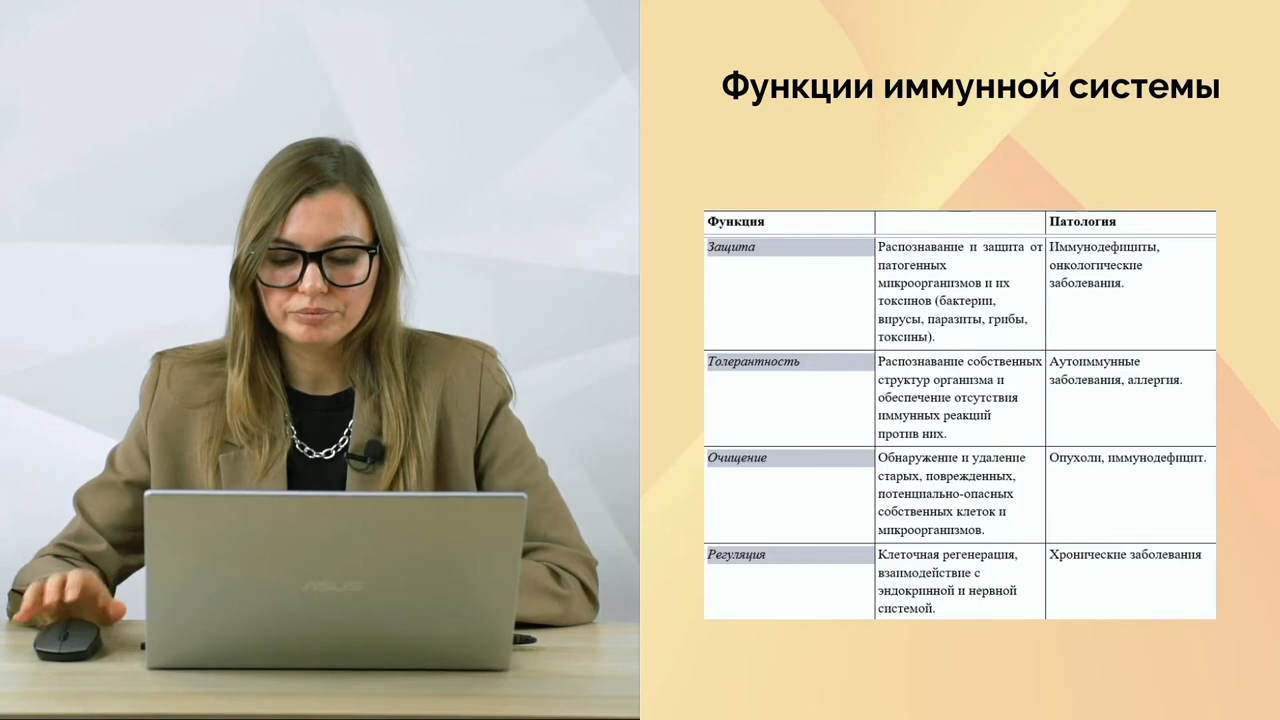 Функции иммунной системы
Функция
Патология
Защита
Распознавание и защита от
патогенных
микроорганизмов и их
токсинов (бактерии,
вирусы, паразиты, грибы,
токсины).
Иммунодефициты,
онкологические
заболевания.
Толерантность
Распознавание собственных
структур организма и
обеспечение отсутствия
иммунных реакций
против них.
Аутоиммунные
заболевания, аллергия.
Очищение
Обнаружение и удаление
старых, поврежденных,
потенциально-опасных
собственных клеток и
микроорганизмов.
Опухоли, иммунодефицит.
Регуляция
Клеточная регенерация,
взаимодействие с
эндокринной и нервной
системой.
Хронические заболевания
ASUS